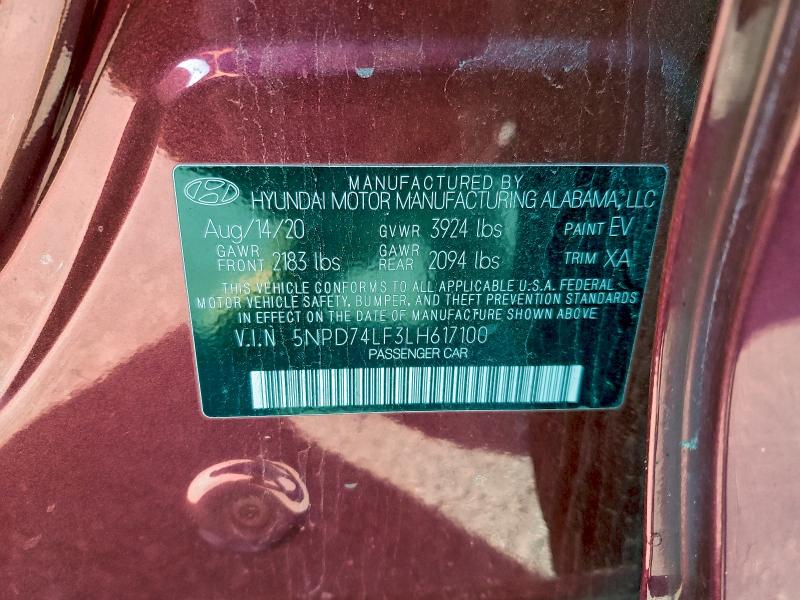 MANUFACTURED BY
HYUNDAI MOTOR MANUFACTURING ALABAMA, LLC
Aug/14/20 GVWR 3924 lbs PAINT EV
GAWR FRONT 2183 lbs GAWR REAR 2094 lbs TRIM XA
THIS VEHICLE CONFORMS TO ALL APPLICABLE U.S.A. FEDERAL
MOTOR VEHICLE SAFETY, BUMPER, AND THEFT PREVENTION STANDARDS
IN EFFECT ON THE DATE OF MANUFACTURE SHOWN ABOVE
V.I.N 5NPD74LF3LH617100
PASSENGER CAR